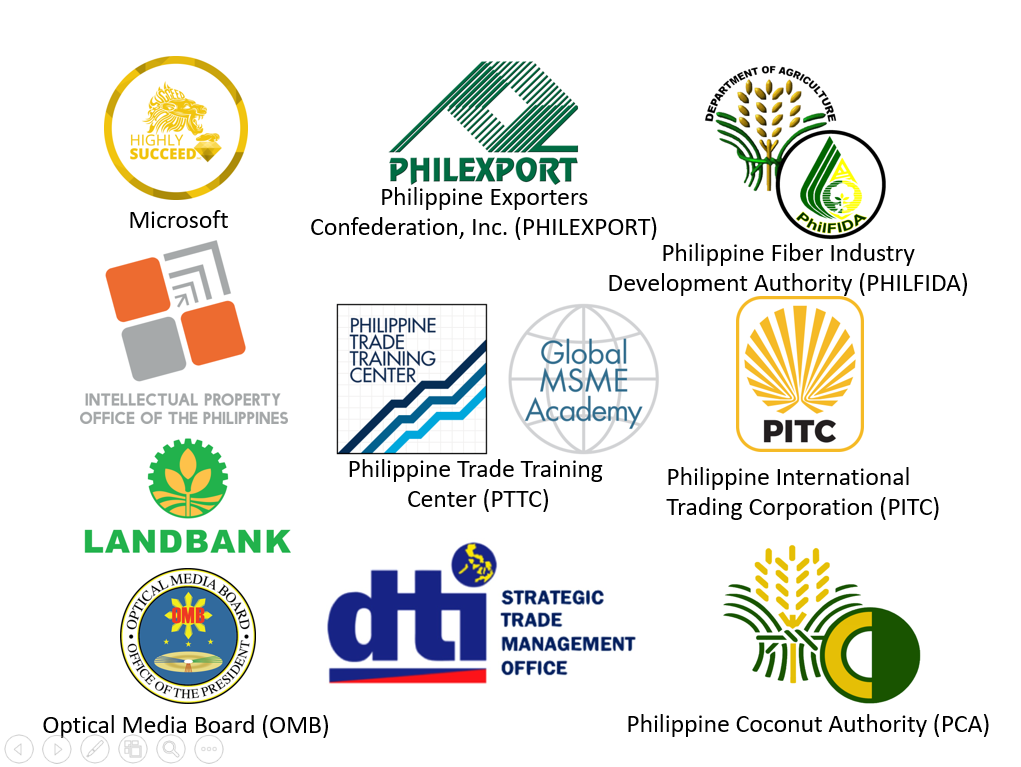 HIGHLY
SUCCEED
Microsoft
PHILEXPORT
Philippine Exporters
Confederation, Inc. (PHILEXPORT)
DEPARTMENT OF AGRICULTURE
PhilFIDA
Philippine Fiber Industry
Development Authority (PHILFIDA)
INTELLECTUAL PROPERTY
OFFICE OF THE PHILIPPINES
PHILIPPINE
TRADE
TRAINING
CENTER
Global
MSME
Academy
Philippine Trade Training
Center (PTTC)
PITC
Philippine International
Trading Corporation (PITC)
LANDBANK
OPTICAL MEDIA BOARD
OMB
OFFICE OF THE PRESIDENT
Optical Media Board (OMB)
dti
STRATEGIC
TRADE
MANAGEMENT
OFFICE
Philippine Coconut Authority (PCA)